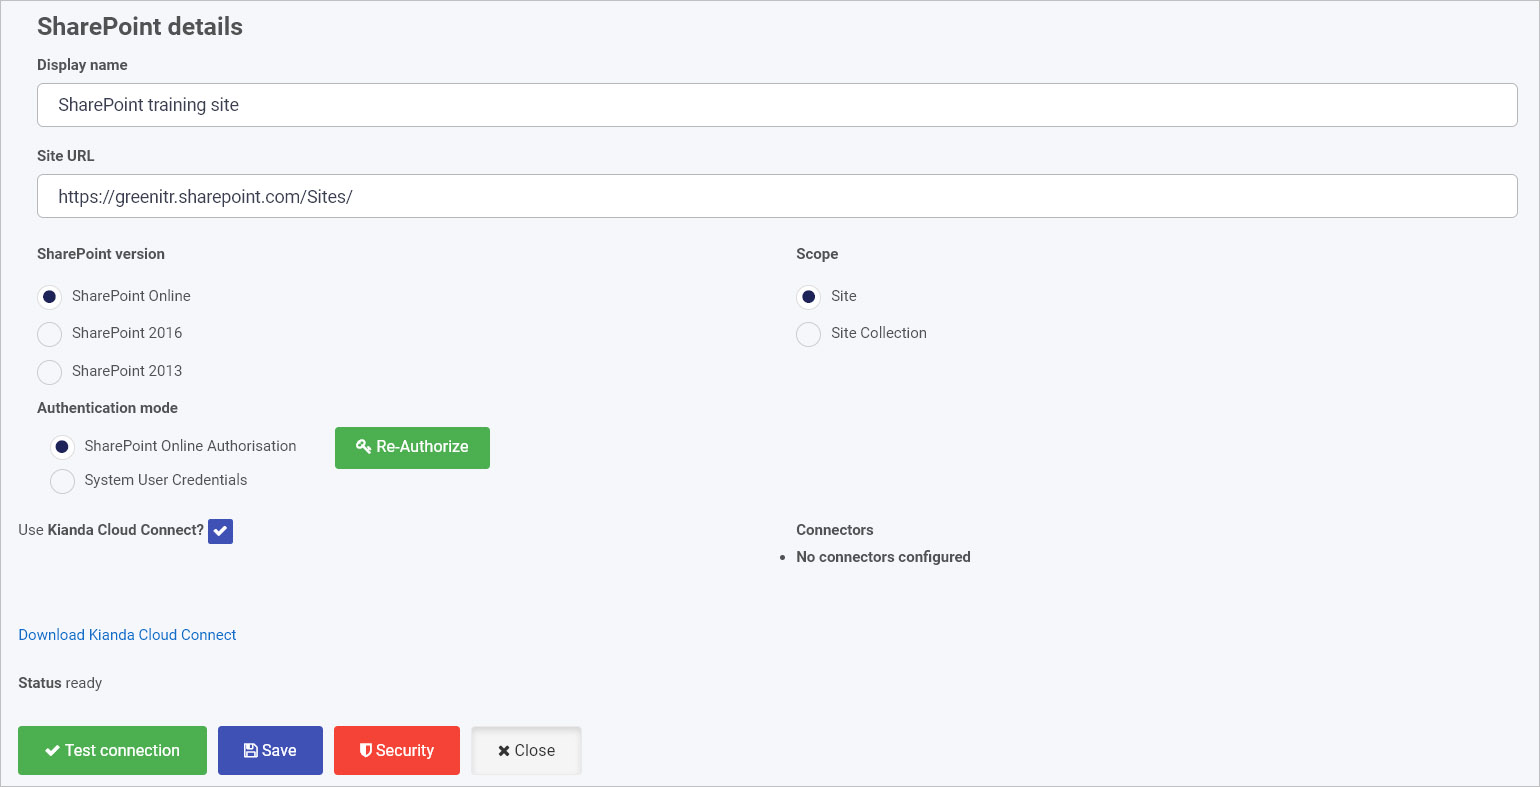 SharePoint details
Display name
SharePoint training site
Site URL
https://greenitr.sharepoint.com/Sites/
SharePoint version
SharePoint Online
SharePoint 2016
SharePoint 2013
Scope
Site
Site Collection
Authentication mode
SharePoint Online Authorisation
Re-Authorize
System User Credentials
Use Kianda Cloud Connect?
Connectors
No connectors configured
Download Kianda Cloud Connect
Status ready
Test connection
Save
Security
Close